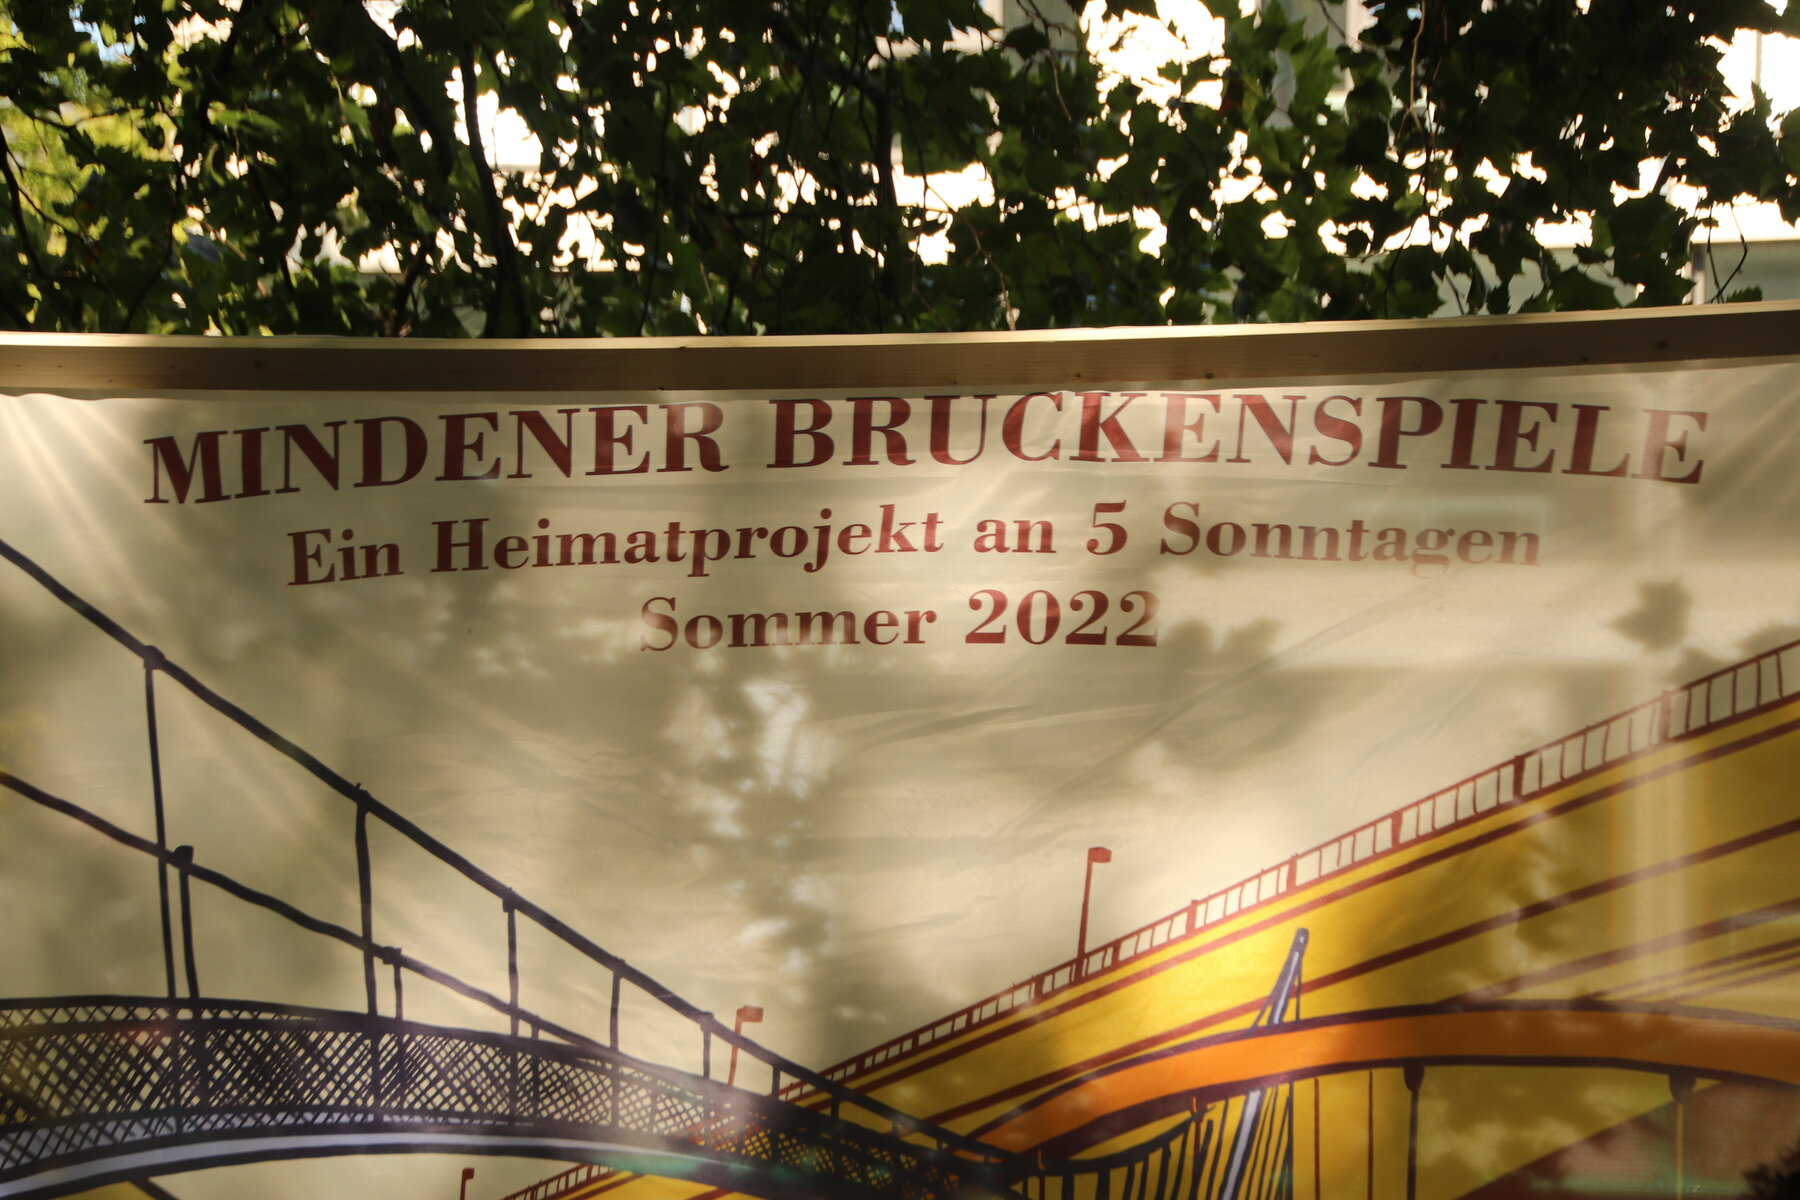 MINDENER BRUCKENSPIELE
Ein Heimatprojekt an 5 Sonntagen
Sommer 2022